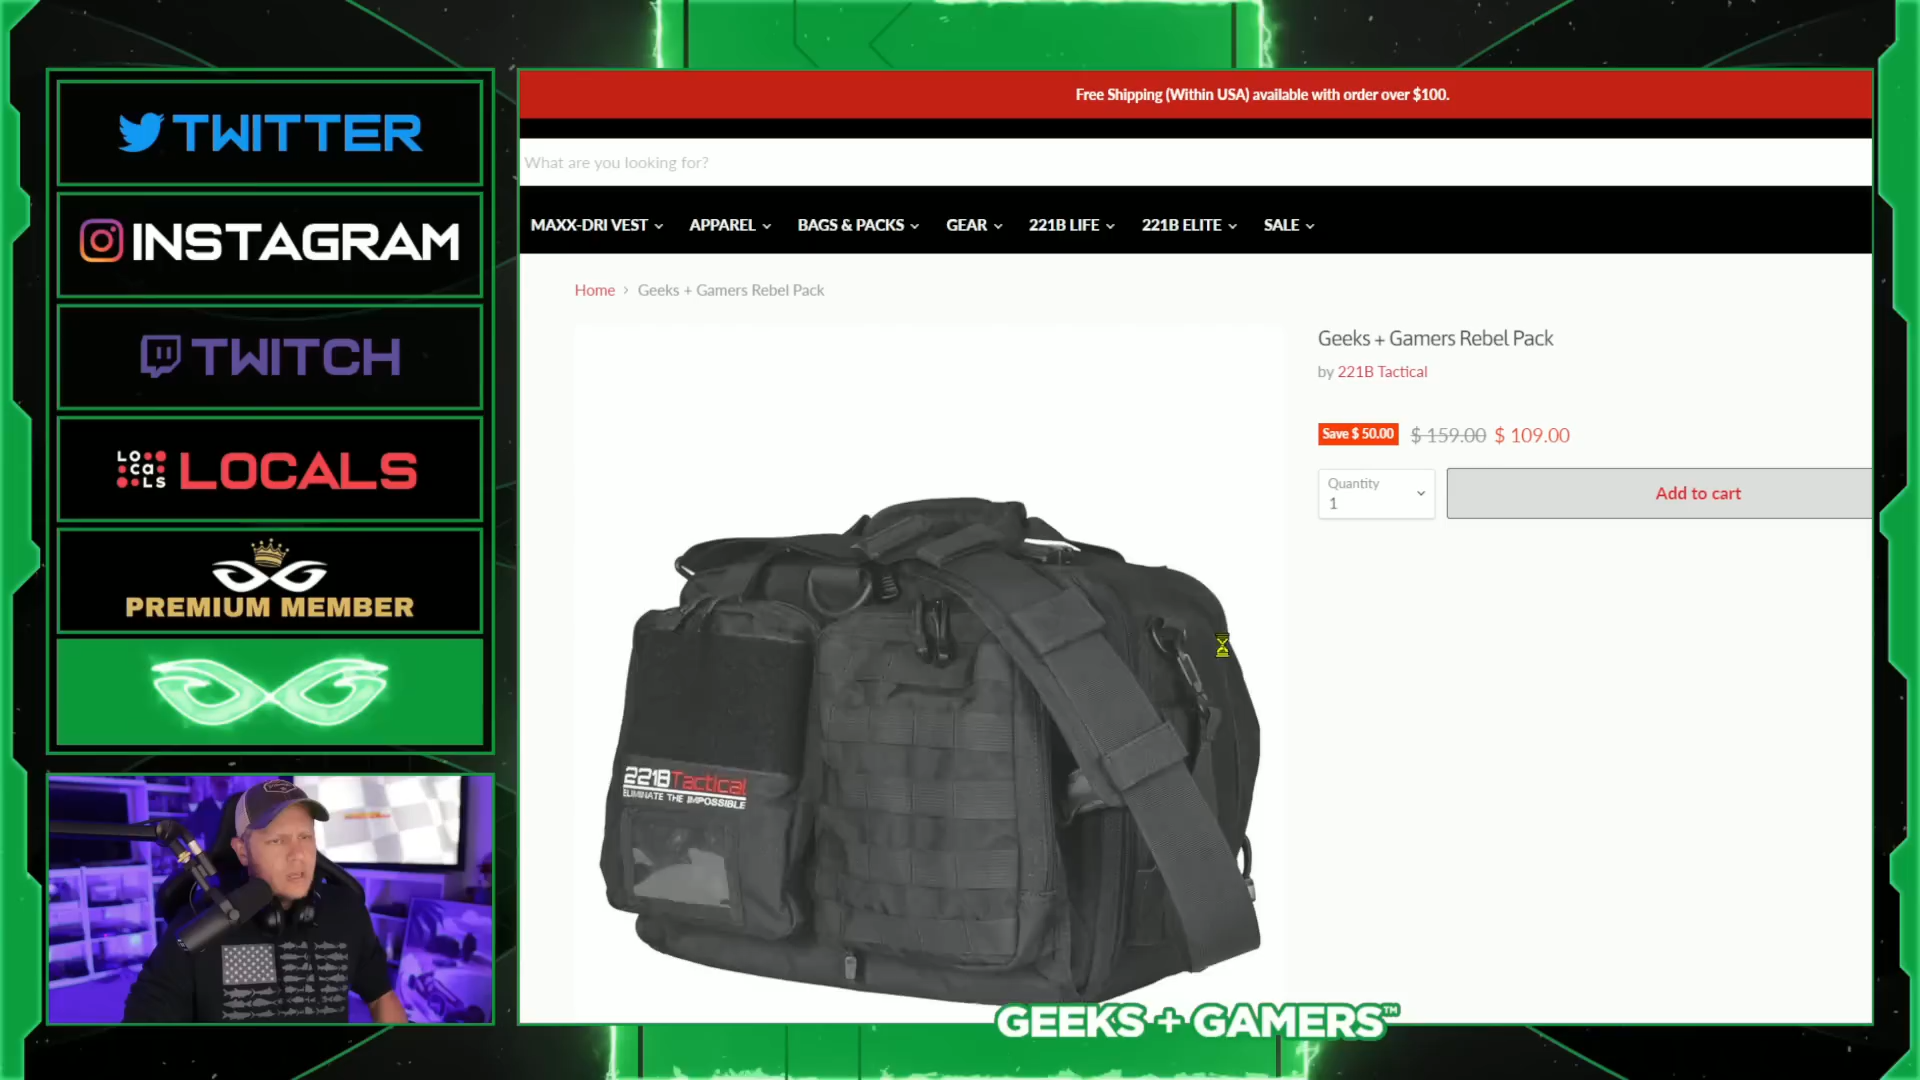 TWITTER
INSTAGRAM
TWITCH
LOCALS
LOCALS
PREMIUM MEMBER
Free Shipping (Within USA) available with order over $100.
What are you looking for?
MAXX-DRI VEST APPAREL BAGS & PACKS GEAR 221B LIFE 221B ELITE SALE
Home > Geeks + Gamers Rebel Pack
Geeks + Gamers Rebel Pack
by 221B Tactical
Save $ 50.00 $ 159.00 $ 109.00
Quantity
1
Add to cart
221BTactical
ELIMINATE THE IMPOSSIBLE
GEEKS + GAMERS™